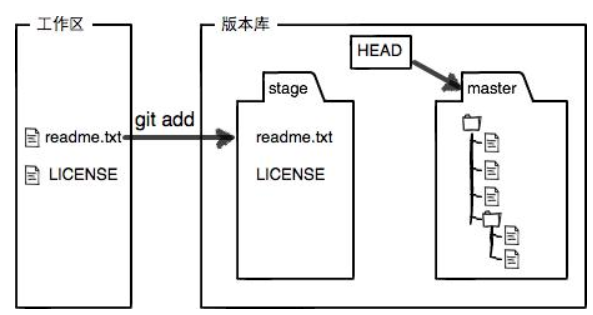 工作区
版本库
HEAD
stage
master
git add
readme.txt
readme.txt
LICENSE
LICENSE